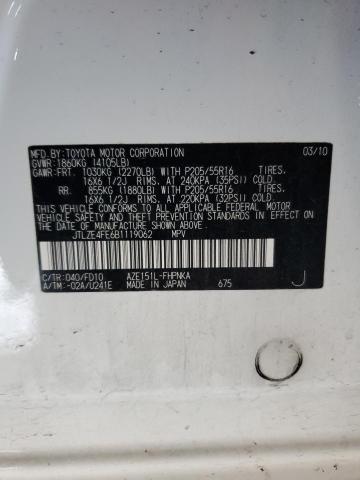 MFD.BY:TOYOTA MOTOR CORPORATION 03/10
GVWR:1860KG (4105LB)
GAWR:FRT. 1030KG (2270LB) WITH P205/55R16 TIRES.
16X6 1/2J RIMS. AT 240KPA (35PSI) COLD.
RR. 855KG (1880LB) WITH P205/55R16 TIRES.
16X6 1/2J RIMS. AT 220KPA (32PSI) COLD.
THIS VEHICLE CONFORMS TO ALL APPLICABLE FEDERAL MOTOR
VEHICLE SAFETY AND THEFT PREVENTION STANDARDS IN EFFECT
ON THE DATE OF MANUFACTURE SHOWN ABOVE.
JTLZE4FE6B1119062 MPV
C/TR:040/FD10 AZE151L-FHPNKA
A/TM:-02A/U241E MADE IN JAPAN 675
J